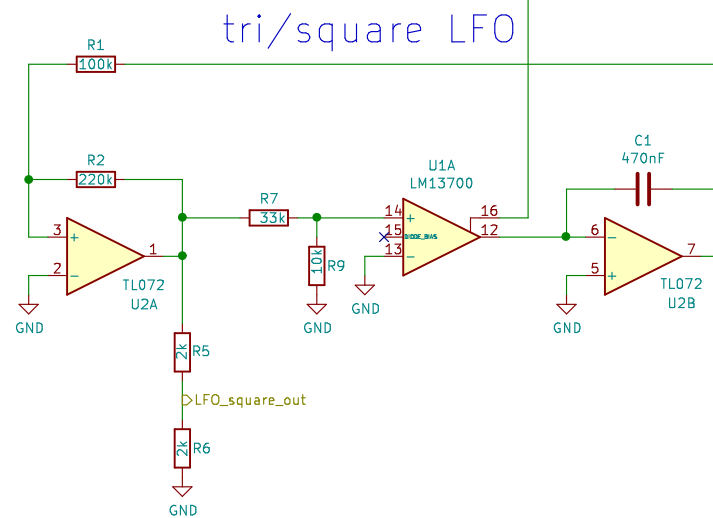 tri/square LFO
R1
100k
C1
470nF
R2
220k
U1A
LM13700
R7
33k
14
+
16
15
DIODE_BIAS
12
13
−
3
+
1
2
−
6
−
7
5
+
10k
R9
TL072
U2A
TL072
U2B
GND
GND
GND
GND
2k
R5
LFO_square_out
2k
R6
GND